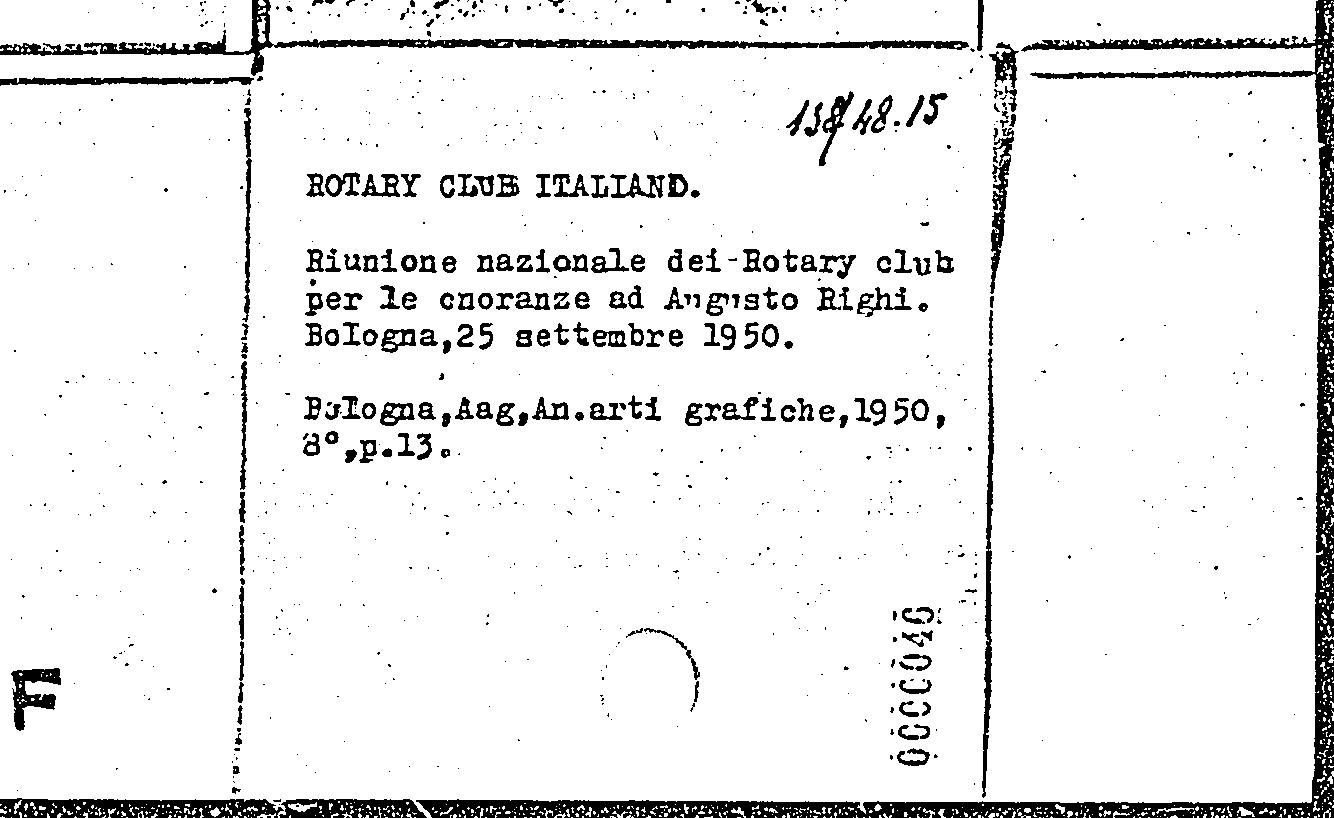 138/48.15
ROTARY CLUB ITALIANO.
Riunione nazionale dei Rotary club
per le onoranze ad Augusto Righi.
Bologna,25 settembre 1950.
Bologna,Aag,An.arti grafiche,1950,
8°,p.13.
F